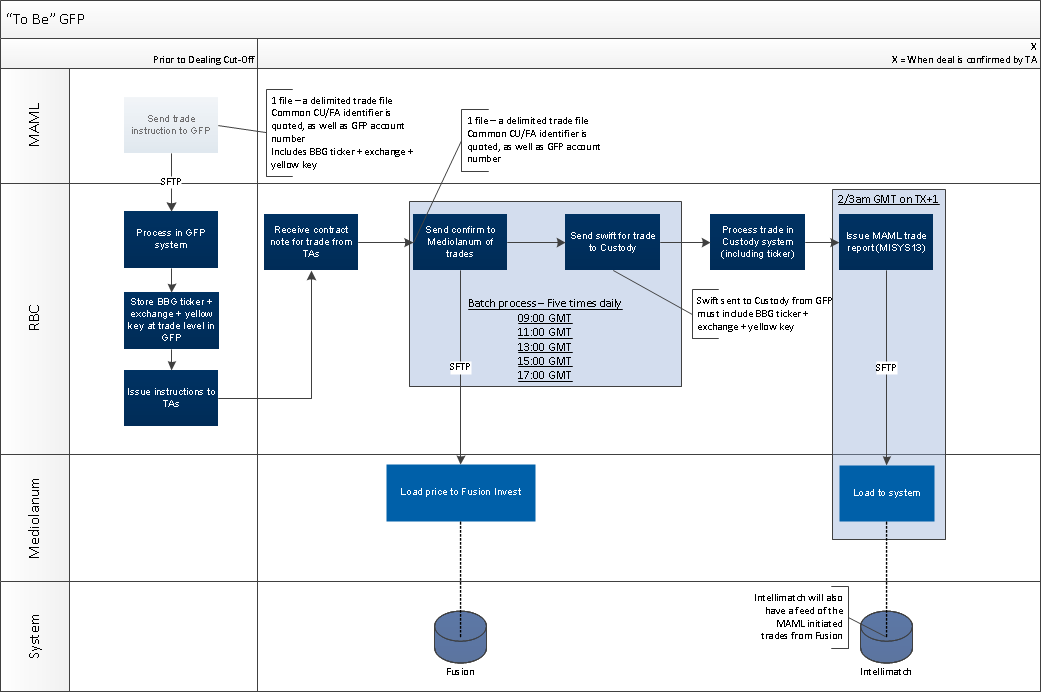 “To Be” GFP
Prior to Dealing Cut-Off
X
X = When deal is confirmed by TA
MAML
Send trade
instruction to GFP
1 file – a delimited trade file
Common CU/FA identifier is
quoted, as well as GFP account
number
Includes BBG ticker + exchange +
yellow key
1 file – a delimited trade file
Common CU/FA identifier is
quoted, as well as GFP account
number
SFTP
RBC
Process in GFP
system
Store BBG ticker +
exchange + yellow
key at trade level in
GFP
Issue instructions to
TAs
Receive contract
note for trade from
TAs
Send confirm to
Mediolanum of
trades
Send swift for trade
to Custody
Process trade in
Custody system
(including ticker)
2/3am GMT on TX+1
Issue MAML trade
report (MISYS13)
Batch process – Five times daily
09:00 GMT
11:00 GMT
13:00 GMT
15:00 GMT
17:00 GMT
Swift sent to Custody from GFP
must include BBG ticker +
exchange + yellow key
SFTP
SFTP
Mediolanum
Load price to Fusion Invest
Load to system
System
Fusion
Intellimatch will also
have a feed of the
MAML initiated
trades from Fusion
Intellimatch